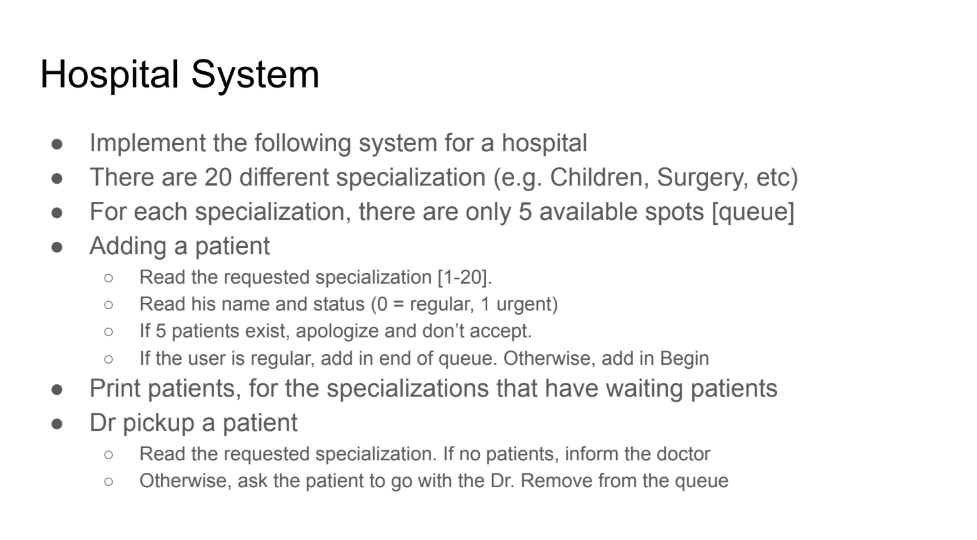 Hospital System
● Implement the following system for a hospital
● There are 20 different specialization (e.g. Children, Surgery, etc)
● For each specialization, there are only 5 available spots [queue]
● Adding a patient
○ Read the requested specialization [1-20].
○ Read his name and status (0 = regular, 1 urgent)
○ If 5 patients exist, apologize and don’t accept.
○ If the user is regular, add in end of queue. Otherwise, add in Begin
● Print patients, for the specializations that have waiting patients
● Dr pickup a patient
○ Read the requested specialization. If no patients, inform the doctor
○ Otherwise, ask the patient to go with the Dr. Remove from the queue